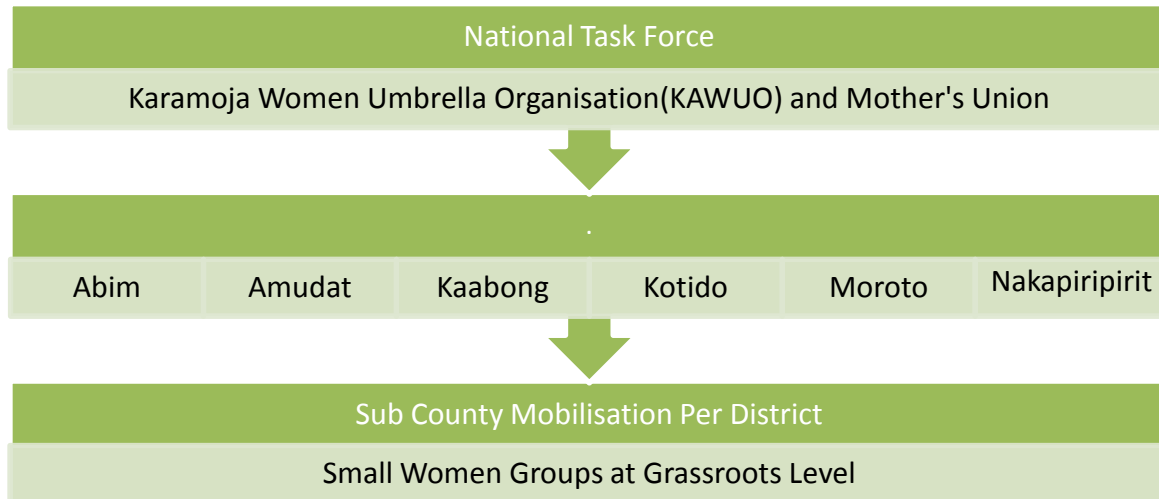 National Task Force
Karamoja Women Umbrella Organisation(KAWUO) and Mother's Union
.
Abim Amudat Kaabong Kotido Moroto Nakapiripirit
Sub County Mobilisation Per District
Small Women Groups at Grassroots Level